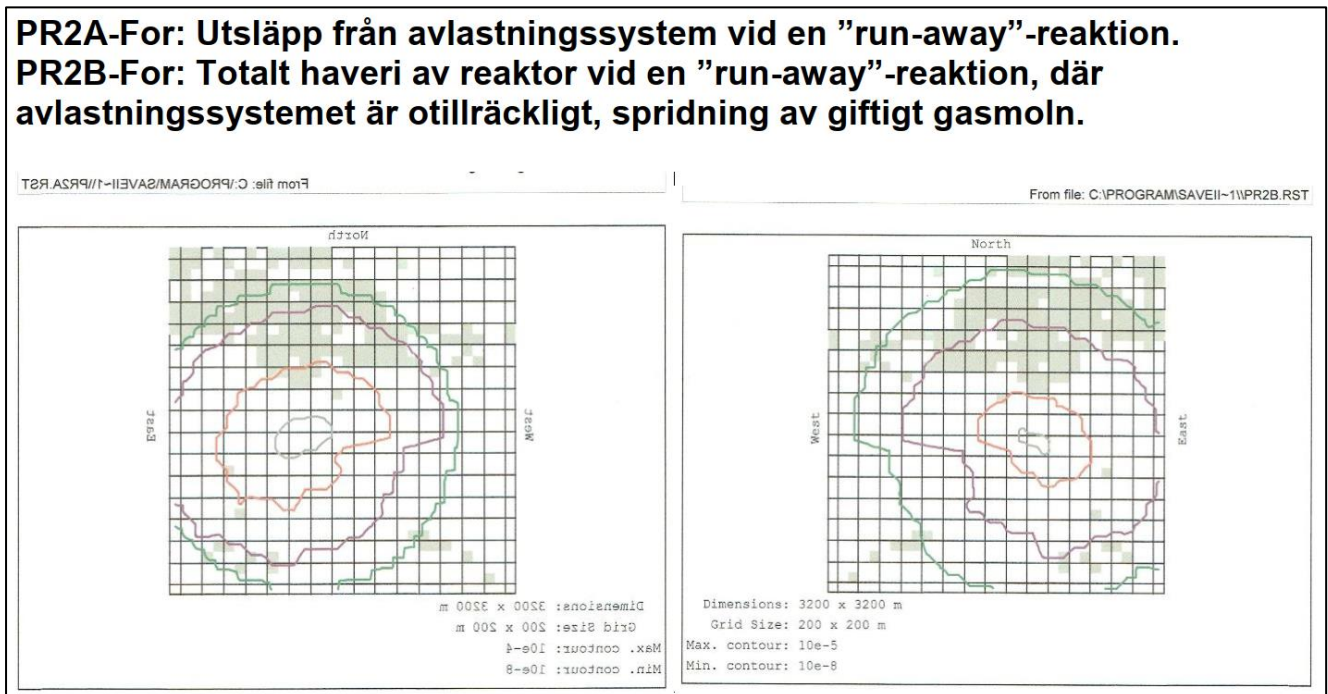 PR2A-For: Utsläpp från avlastningssystem vid en ”run-away”-reaktion.
PR2B-For: Totalt haveri av reaktor vid en ”run-away”-reaktion, där
avlastningssystemet är otillräckligt, spridning av giftigt gasmoln.
From file: C:\PROGRAM\SAVEII~1\\PR2A.RST
North
East
West
Dimensions: 3200 x 3200 m
Grid Size: 200 x 200 m
Max. contour: 10e-4
Min. contour: 10e-8
From file: C:\PROGRAM\SAVEII~1\\PR2B.RST
North
West
East
Dimensions: 3200 x 3200 m
Grid Size: 200 x 200 m
Max. contour: 10e-5
Min. contour: 10e-8